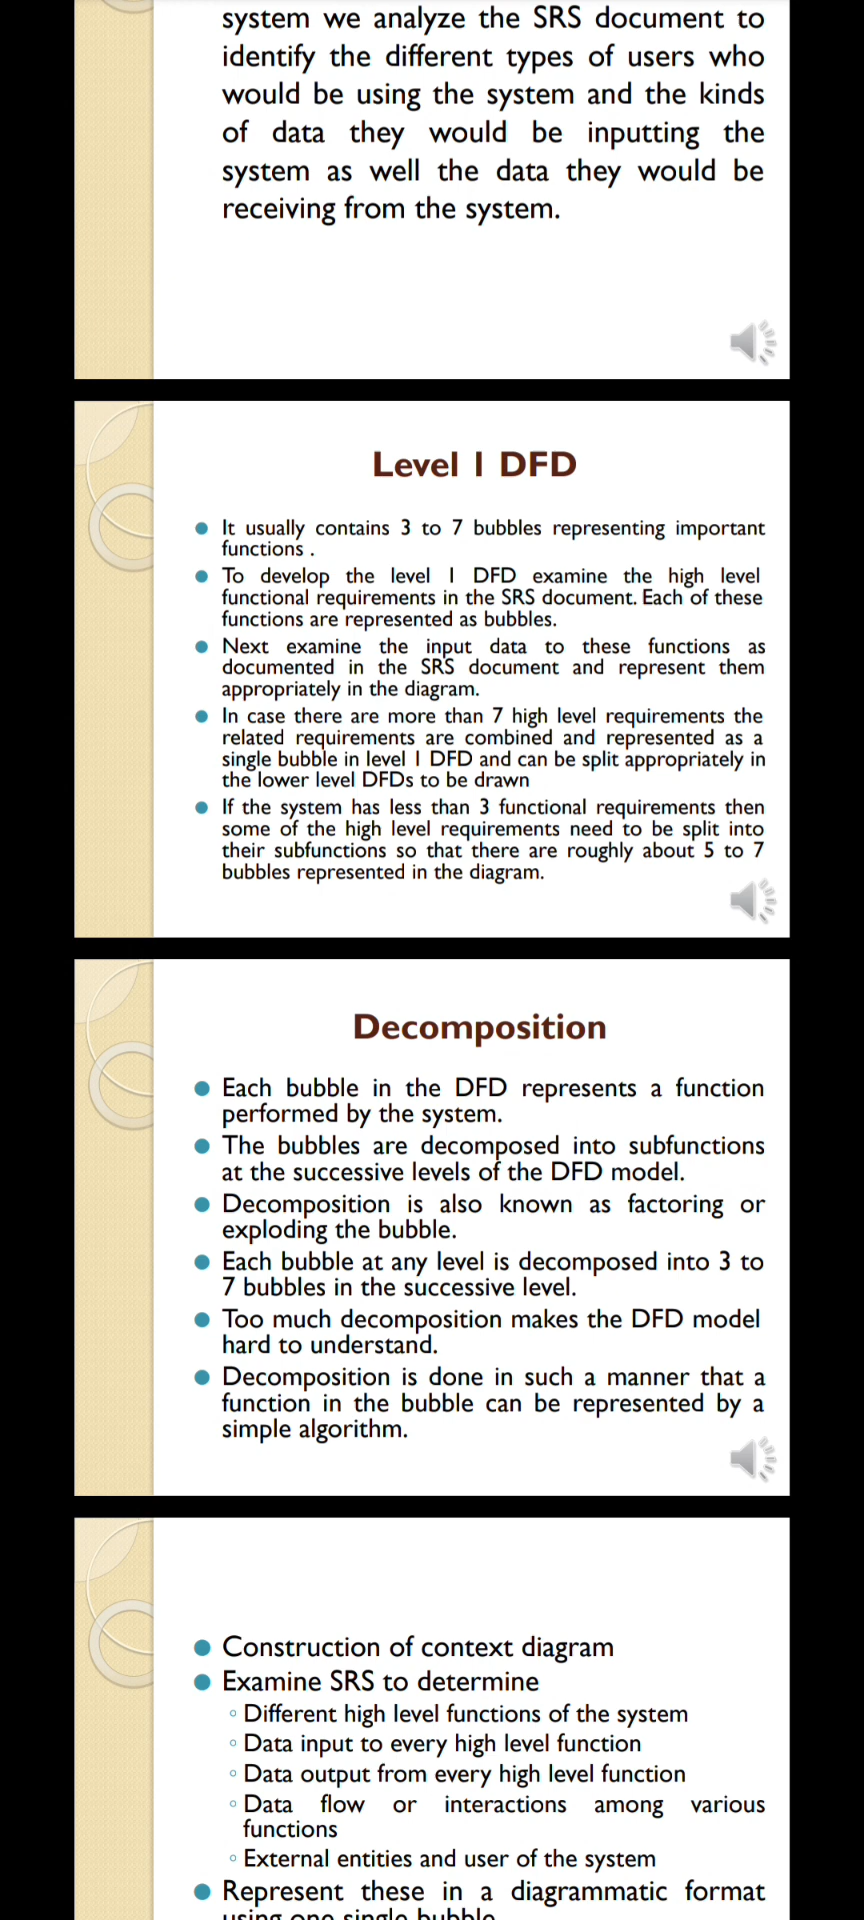 system we analyze the SRS document to
identify the different types of users who
would be using the system and the kinds
of data they would be inputting the
system as well the data they would be
receiving from the system.
Level 1 DFD
It usually contains 3 to 7 bubbles representing important
functions .
To develop the level 1 DFD examine the high level
functional requirements in the SRS document. Each of these
functions are represented as bubbles.
Next examine the input data to these functions as
documented in the SRS document and represent them
appropriately in the diagram.
In case there are more than 7 high level requirements the
related requirements are combined and represented as a
single bubble in level 1 DFD and can be split appropriately in
the lower level DFDs to be drawn
If the system has less than 3 functional requirements then
some of the high level requirements need to be split into
their subfunctions so that there are roughly about 5 to 7
bubbles represented in the diagram.
Decomposition
Each bubble in the DFD represents a function
performed by the system.
The bubbles are decomposed into subfunctions
at the successive levels of the DFD model.
Decomposition is also known as factoring or
exploding the bubble.
Each bubble at any level is decomposed into 3 to
7 bubbles in the successive level.
Too much decomposition makes the DFD model
hard to understand.
Decomposition is done in such a manner that a
function in the bubble can be represented by a
simple algorithm.
Construction of context diagram
Examine SRS to determine
Different high level functions of the system
Data input to every high level function
Data output from every high level function
Data flow or interactions among various
functions
External entities and user of the system
Represent these in a diagrammatic format
using one single bubble